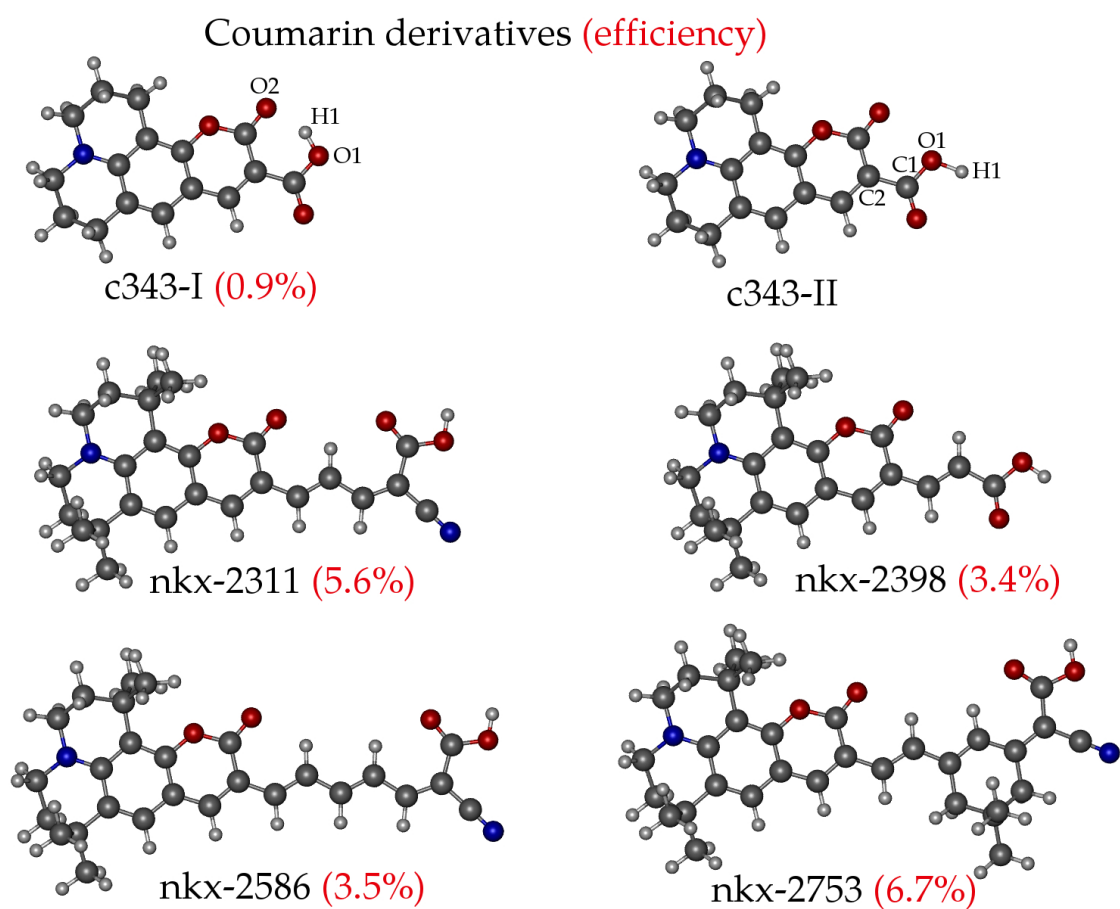 Coumarin derivatives (efficiency)
O2
H1
O1
c343-I (0.9%)
O1
C1
H1
C2
c343-II
nkx-2311 (5.6%)
nkx-2398 (3.4%)
nkx-2586 (3.5%)
nkx-2753 (6.7%)